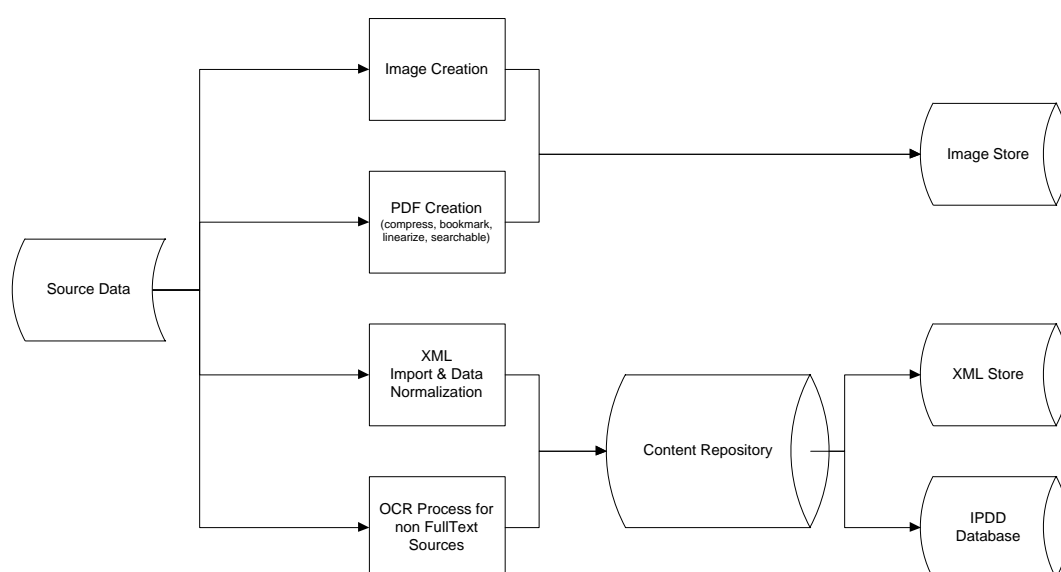 Image Creation
Image Store
PDF Creation
(compress, bookmark,
linearize, searchable)
Source Data
XML
Import & Data
Normalization
XML Store
Content Repository
OCR Process for
non FullText
Sources
IPDD
Database